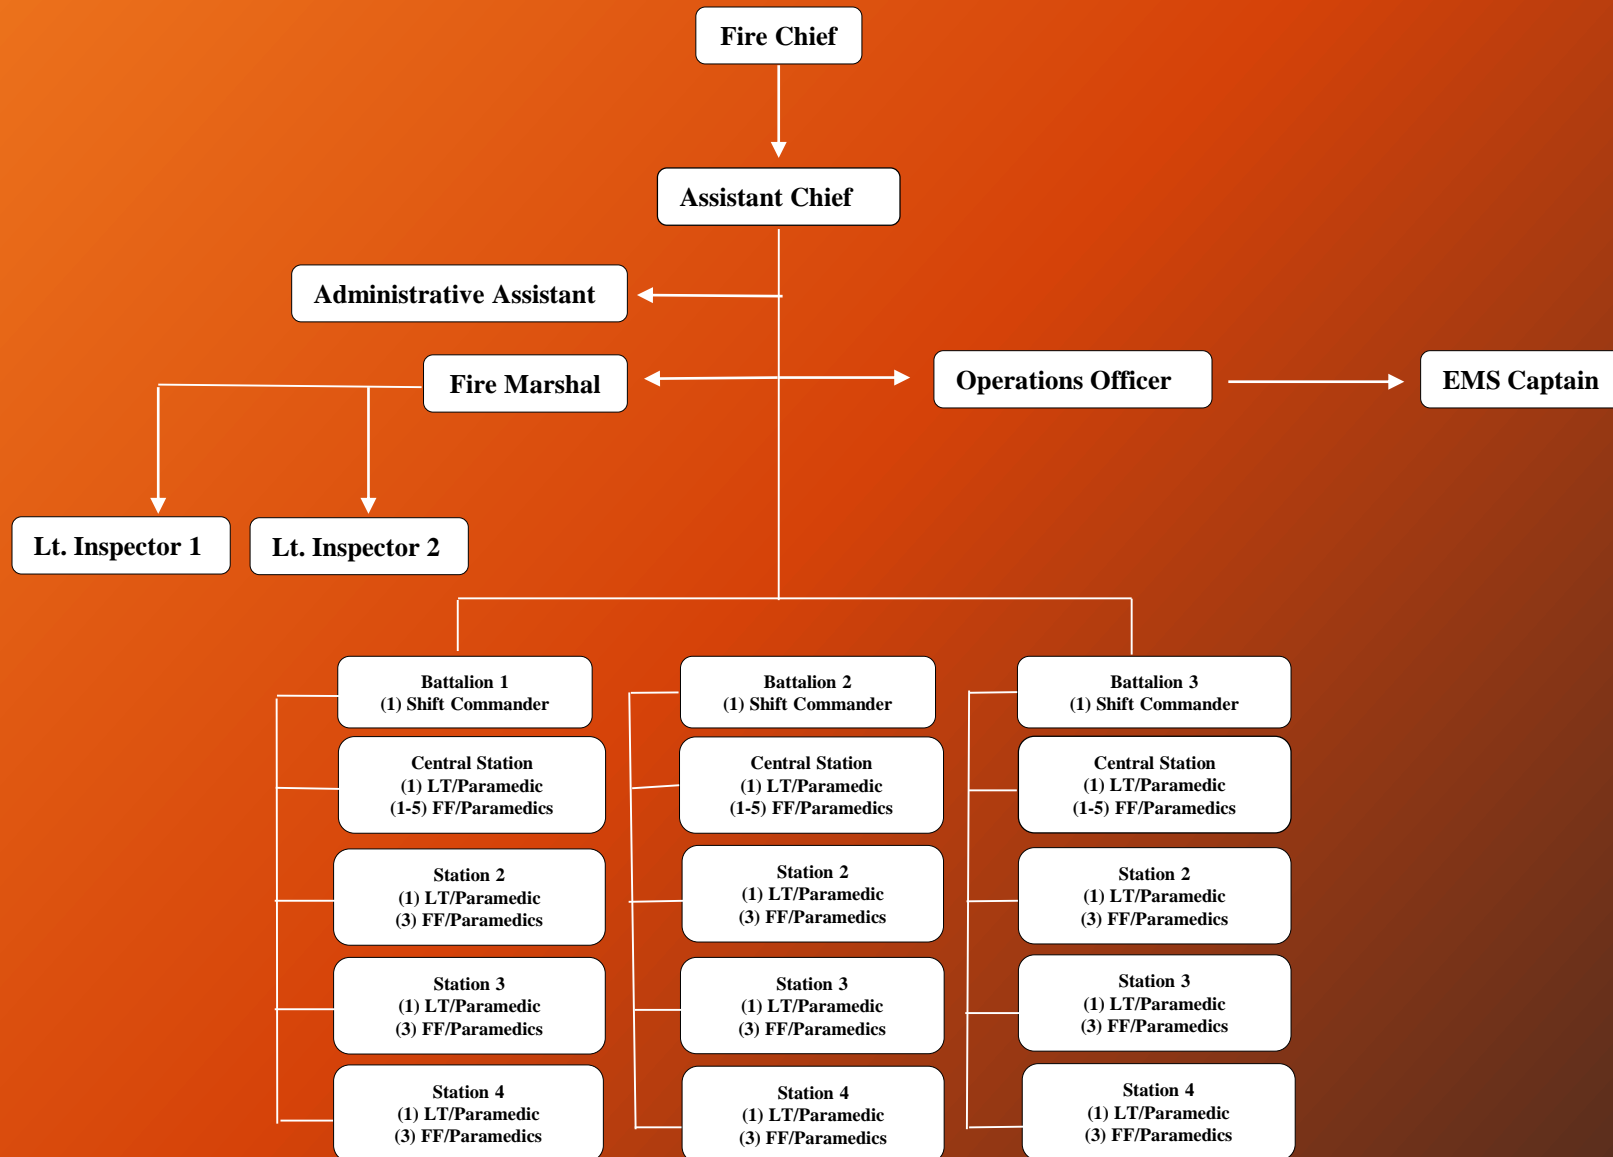 Fire Chief
Assistant Chief
Administrative Assistant
Fire Marshal
Operations Officer
EMS Captain
Lt. Inspector 1
Lt. Inspector 2
Battalion 1
(1) Shift Commander
Central Station
(1) LT/Paramedic
(1-5) FF/Paramedics
Station 2
(1) LT/Paramedic
(3) FF/Paramedics
Station 3
(1) LT/Paramedic
(3) FF/Paramedics
Station 4
(1) LT/Paramedic
(3) FF/Paramedics
Battalion 2
(1) Shift Commander
Central Station
(1) LT/Paramedic
(1-5) FF/Paramedics
Station 2
(1) LT/Paramedic
(3) FF/Paramedics
Station 3
(1) LT/Paramedic
(3) FF/Paramedics
Station 4
(1) LT/Paramedic
(3) FF/Paramedics
Battalion 3
(1) Shift Commander
Central Station
(1) LT/Paramedic
(1-5) FF/Paramedics
Station 2
(1) LT/Paramedic
(3) FF/Paramedics
Station 3
(1) LT/Paramedic
(3) FF/Paramedics
Station 4
(1) LT/Paramedic
(3) FF/Paramedics